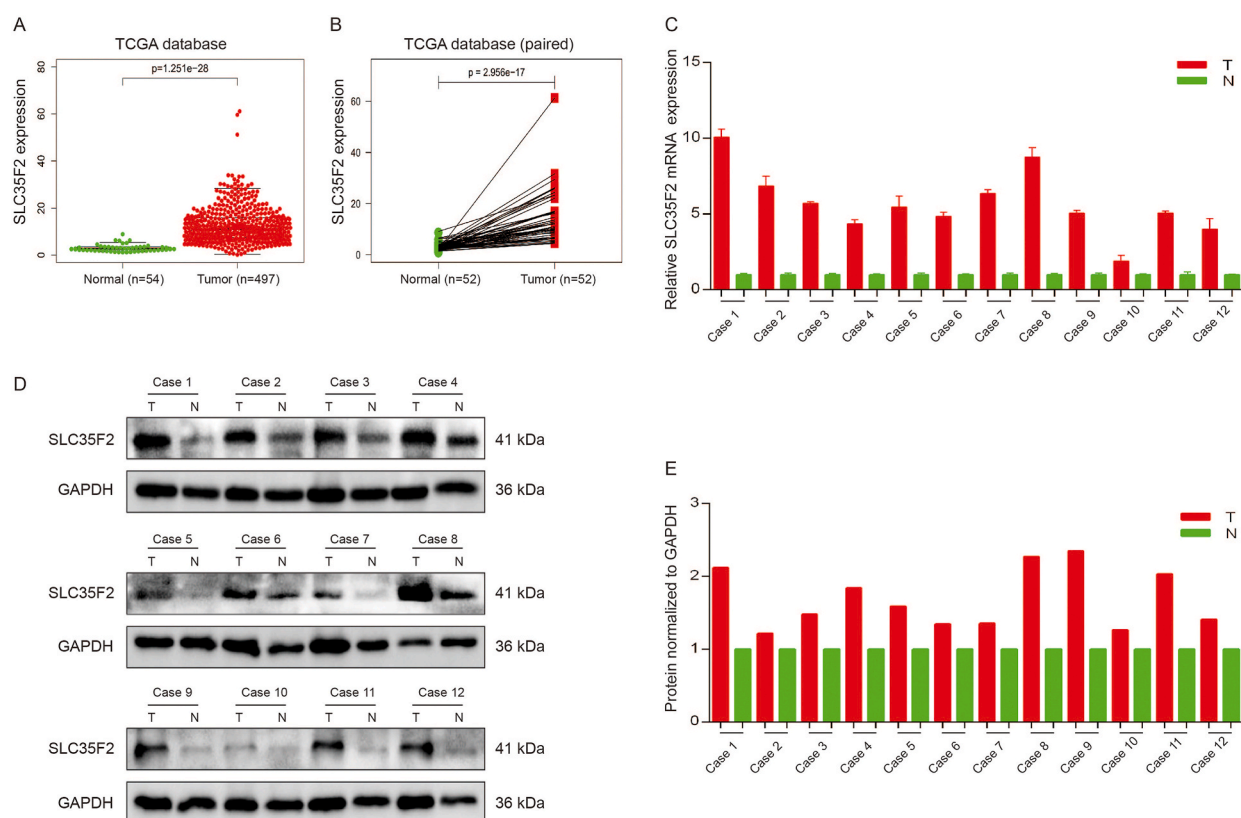 A
TCGA database
SLC35F2 expression
80
60
40
20
0
p=1.251e−28
Normal (n=54)
Tumor (n=497)
B
TCGA database (paired)
SLC35F2 expression
60
40
20
0
p = 2.956e−17
Normal (n=52)
Tumor (n=52)
C
Relative SLC35F2 mRNA expression
15
10
5
0
T
N
Case 1
Case 2
Case 3
Case 4
Case 5
Case 6
Case 7
Case 8
Case 9
Case 10
Case 11
Case 12
D
Case 1 Case 2 Case 3 Case 4
T N T N T N T N
SLC35F2 41 kDa
GAPDH 36 kDa
Case 5 Case 6 Case 7 Case 8
T N T N T N T N
SLC35F2 41 kDa
GAPDH 36 kDa
Case 9 Case 10 Case 11 Case 12
T N T N T N T N
SLC35F2 41 kDa
GAPDH 36 kDa
E
Protein normalized to GAPDH
3
2
1
0
T
N
Case 1
Case 2
Case 3
Case 4
Case 5
Case 6
Case 7
Case 8
Case 9
Case 10
Case 11
Case 12